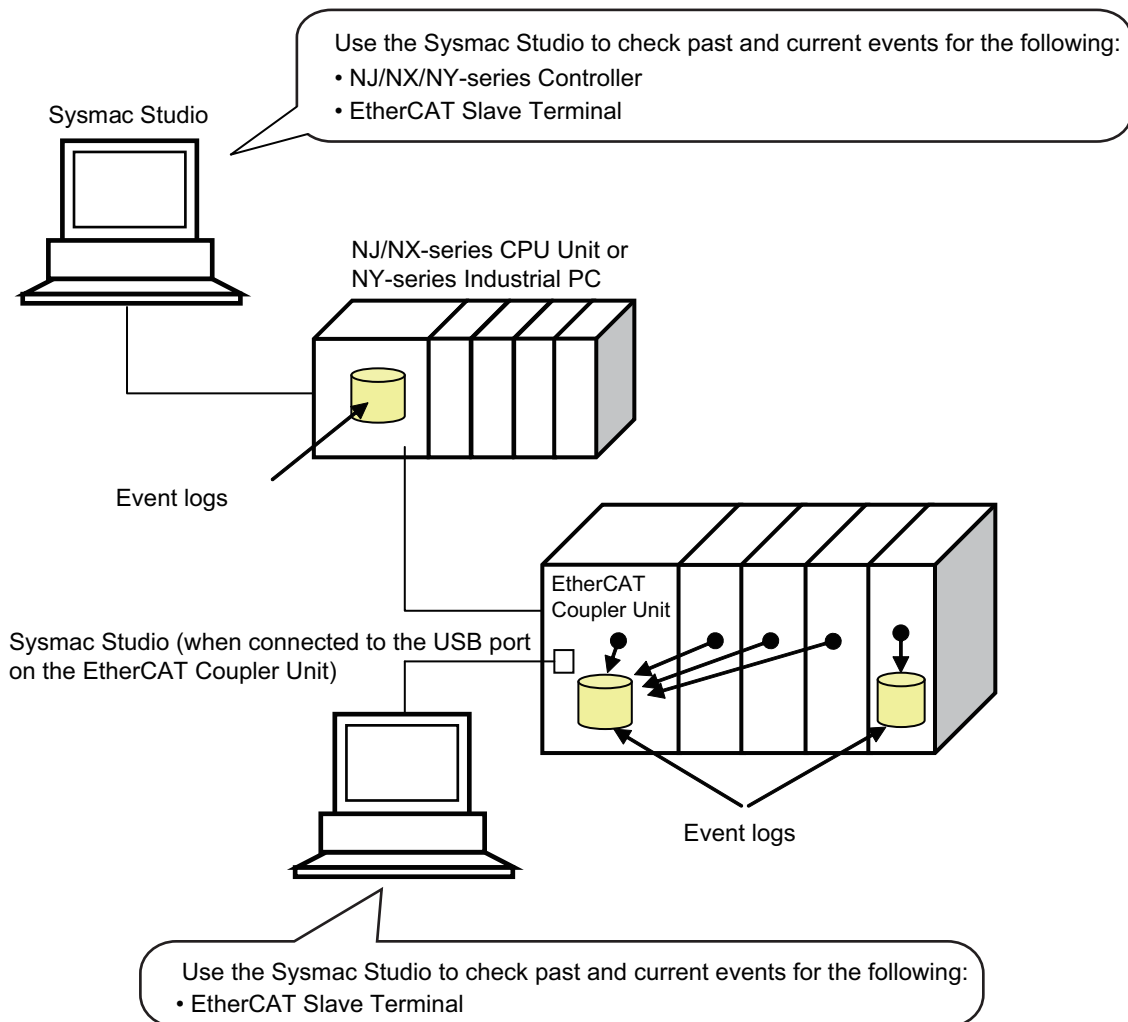 Use the Sysmac Studio to check past and current events for the following:
• NJ/NX/NY-series Controller
• EtherCAT Slave Terminal
Sysmac Studio
NJ/NX-series CPU Unit or
NY-series Industrial PC
Event logs
EtherCAT
Coupler Unit
Sysmac Studio (when connected to the USB port
on the EtherCAT Coupler Unit)
Event logs
Use the Sysmac Studio to check past and current events for the following:
• EtherCAT Slave Terminal